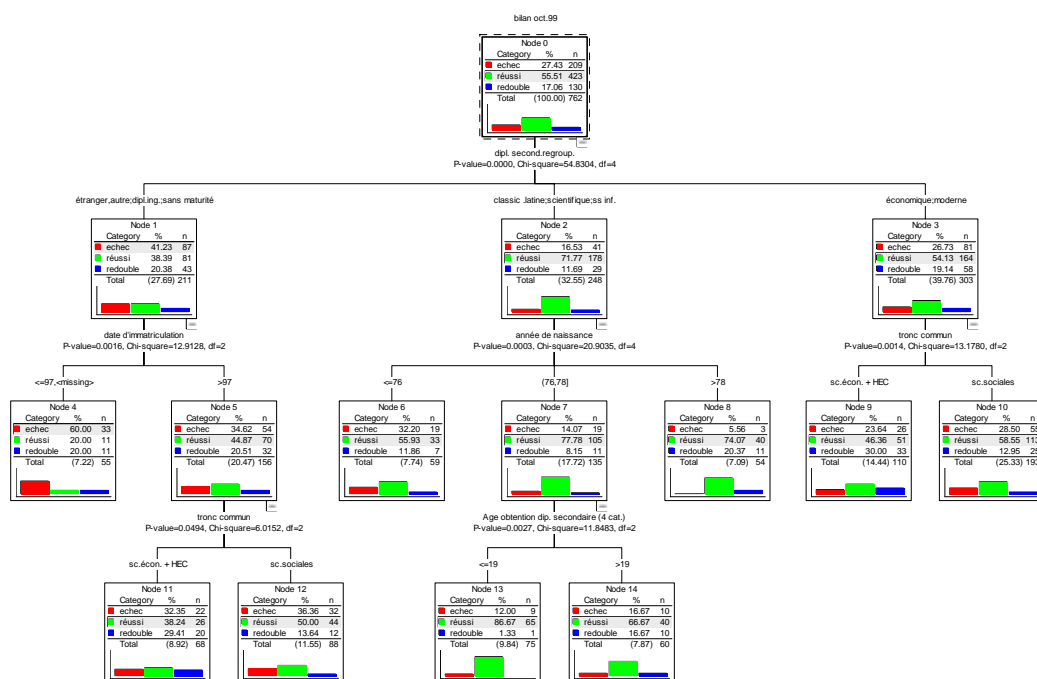 bilan oct.99
Node 0
Category % n
echec 27.43 209
réussi 55.51 423
redouble 17.06 130
Total (100.00) 762
dipl. second.regroup.
P-value=0.0000, Chi-square=54.8304, df=4
étranger,autre;dipl.ing.;sans maturité
Node 1
Category % n
echec 41.23 87
réussi 38.39 81
redouble 20.38 43
Total (27.69) 211
classic .latine;scientifique;ss inf.
Node 2
Category % n
echec 16.53 41
réussi 71.77 178
redouble 11.69 29
Total (32.55) 248
économique;moderne
Node 3
Category % n
echec 26.73 81
réussi 54.13 164
redouble 19.14 58
Total (39.76) 303
date d'immatriculation
P-value=0.0016, Chi-square=12.9128, df=2
année de naissance
P-value=0.0003, Chi-square=20.9035, df=4
tronc commun
P-value=0.0014, Chi-square=13.1780, df=2
<=97,<missing>
Node 4
Category % n
echec 60.00 33
réussi 20.00 11
redouble 20.00 11
Total (7.22) 55
>97
Node 5
Category % n
echec 34.62 54
réussi 44.87 70
redouble 20.51 32
Total (20.47) 156
<=76
Node 6
Category % n
echec 32.20 19
réussi 55.93 33
redouble 11.86 7
Total (7.74) 59
(76,78]
Node 7
Category % n
echec 14.07 19
réussi 77.78 105
redouble 8.15 11
Total (17.72) 135
>78
Node 8
Category % n
echec 5.56 3
réussi 74.07 40
redouble 20.37 11
Total (7.09) 54
sc.écon. + HEC
Node 9
Category % n
echec 23.64 26
réussi 46.36 51
redouble 30.00 33
Total (14.44) 110
sc.sociales
Node 10
Category % n
echec 28.50 55
réussi 58.55 113
redouble 12.95 25
Total (25.33) 193
tronc commun
P-value=0.0494, Chi-square=6.0152, df=2
Age obtention dip. secondaire (4 cat.)
P-value=0.0027, Chi-square=11.8483, df=2
sc.écon. + HEC
Node 11
Category % n
echec 32.35 22
réussi 38.24 26
redouble 29.41 20
Total (8.92) 68
sc.sociales
Node 12
Category % n
echec 36.36 32
réussi 50.00 44
redouble 13.64 12
Total (11.55) 88
<=19
Node 13
Category % n
echec 12.00 9
réussi 86.67 65
redouble 1.33 1
Total (9.84) 75
>19
Node 14
Category % n
echec 16.67 10
réussi 66.67 40
redouble 16.67 10
Total (7.87) 60